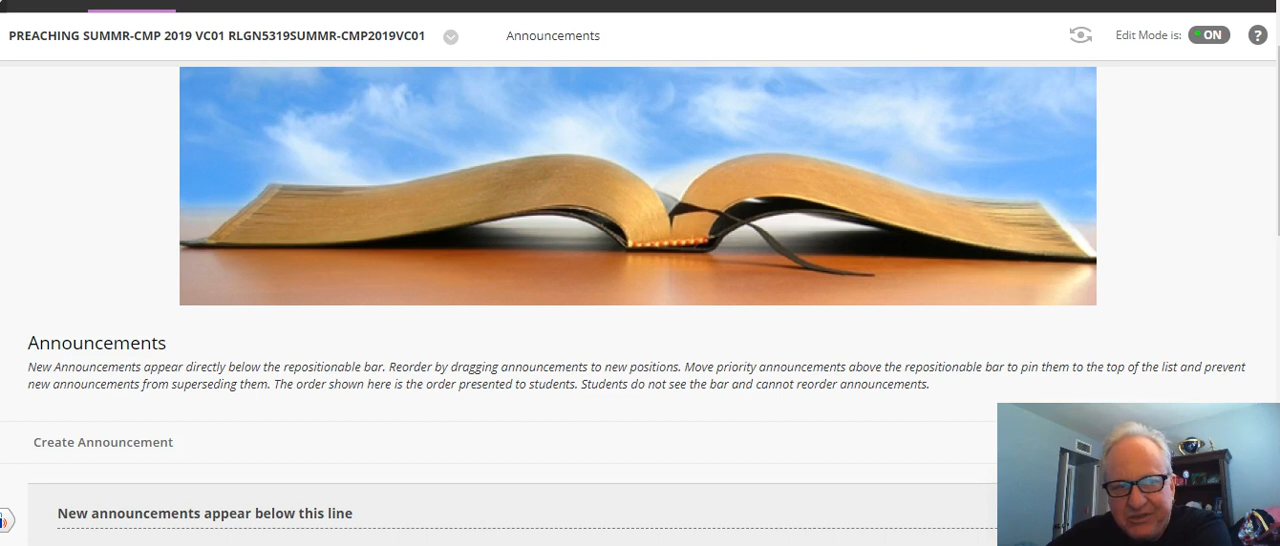 PREACHING SUMMR-CMP 2019 VC01 RLGN5319SUMMR-CMP2019VC01
Announcements
Edit Mode is:
ON
?
Announcements
New Announcements appear directly below the repositionable bar. Reorder by dragging announcements to new positions. Move priority announcements above the repositionable bar to pin them to the top of the list and prevent
new announcements from superseding them. The order shown here is the order presented to students. Students do not see the bar and cannot reorder announcements.
Create Announcement
New announcements appear below this line